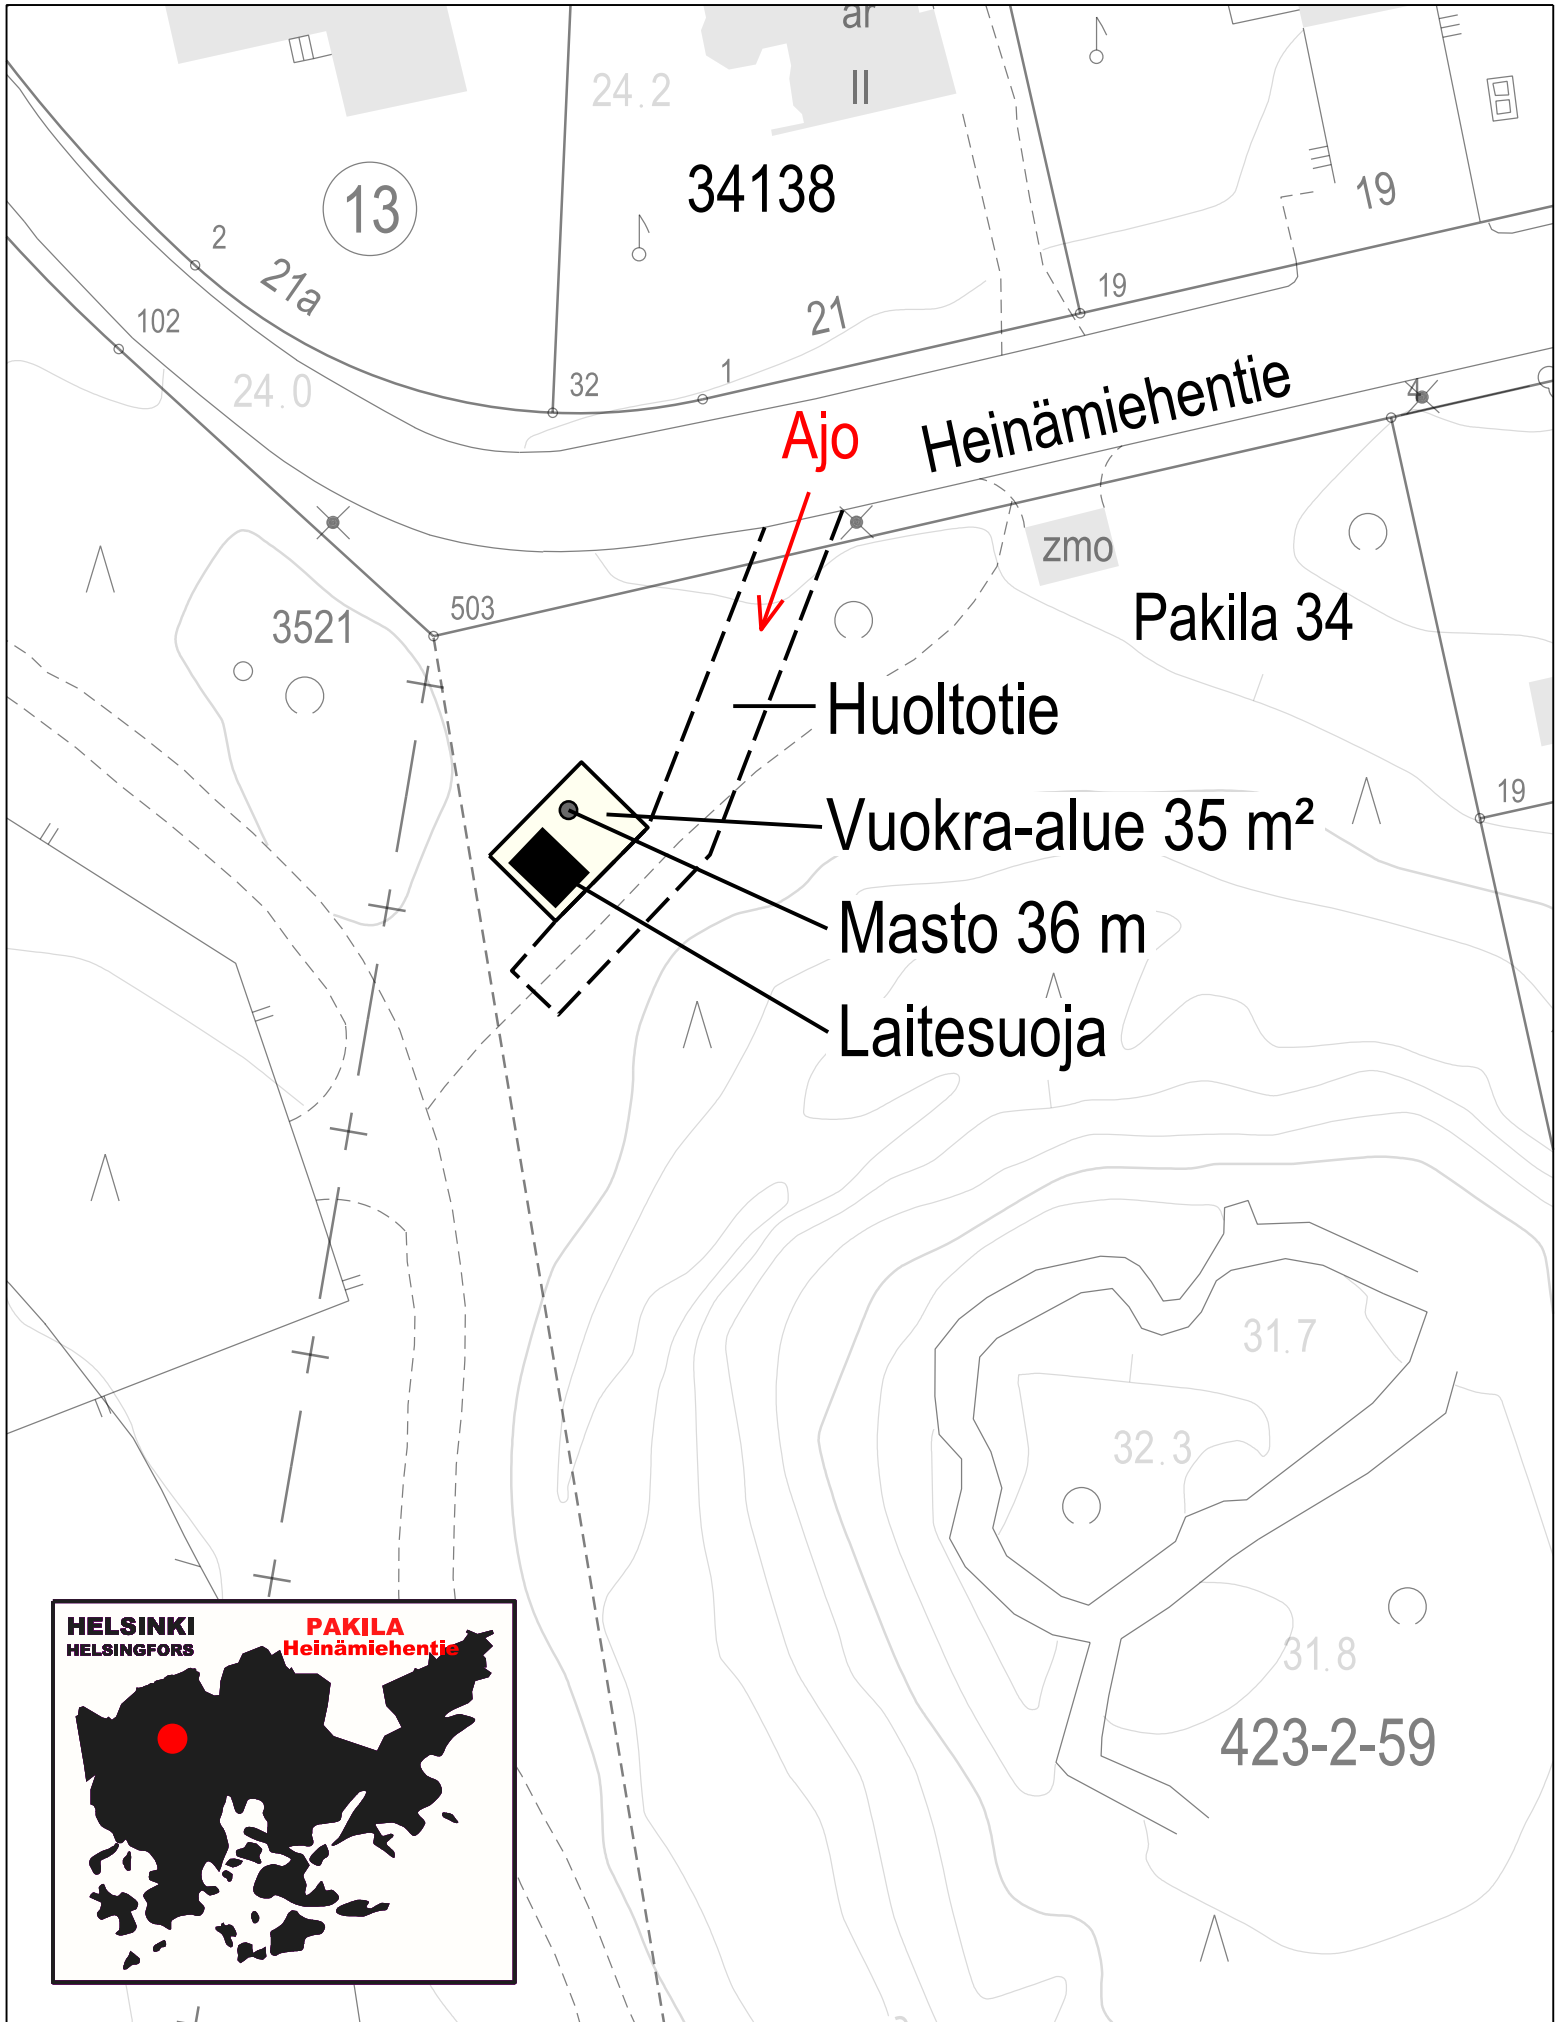 ar
II
24.2
34138
13
19
2
21a
21
19
102
24.0
32
1
4
Heinämiehentie
Ajo
zmo
3521
503
Pakila 34
Huoltotie
19
Vuokra-alue 35 m²
Masto 36 m
Laitesuoja
31.7
32.3
31.8
423-2-59
HELSINKI
HELSINGFORS
PAKILA
Heinämiehentie